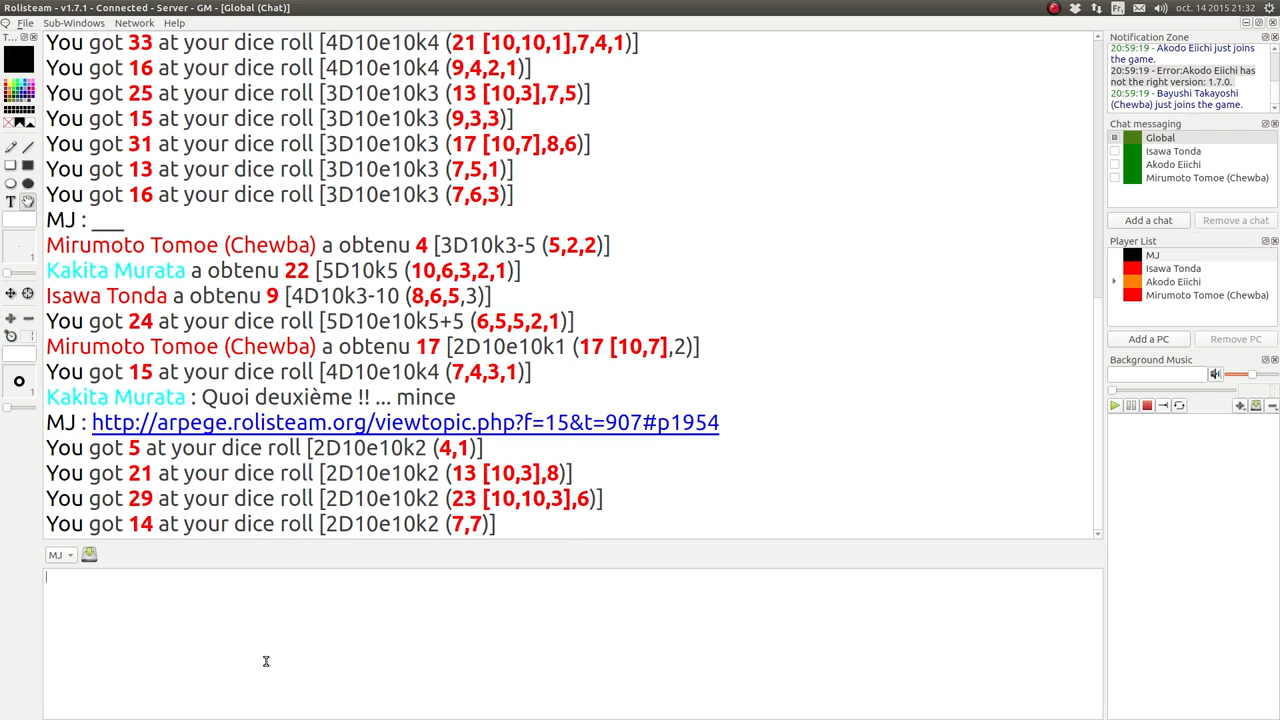 Rolisteam - v1.7.1 - Connected - Server - GM - [Global (Chat)]
Fr₁
oct. 14 2015 21:32
File Sub-Windows Network Help
T...
You got 33 at your dice roll [4D10e10k4 (21 [10,10,1],7,4,1)]
You got 16 at your dice roll [4D10e10k4 (9,4,2,1)]
You got 25 at your dice roll [3D10e10k3 (13 [10,3],7,5)]
You got 15 at your dice roll [3D10e10k3 (9,3,3)]
You got 31 at your dice roll [3D10e10k3 (17 [10,7],8,6)]
You got 13 at your dice roll [3D10e10k3 (7,5,1)]
You got 16 at your dice roll [3D10e10k3 (7,6,3)]
MJ : ___
Mirumoto Tomoe (Chewba) a obtenu 4 [3D10k3-5 (5,2,2)]
Kakita Murata a obtenu 22 [5D10k5 (10,6,3,2,1)]
Isawa Tonda a obtenu 9 [4D10k3-10 (8,6,5,3)]
You got 24 at your dice roll [5D10e10k5+5 (6,5,5,2,1)]
Mirumoto Tomoe (Chewba) a obtenu 17 [2D10e10k1 (17 [10,7],2)]
You got 15 at your dice roll [4D10e10k4 (7,4,3,1)]
Kakita Murata : Quoi deuxième !! ... mince
MJ : http://arpege.rolisteam.org/viewtopic.php?f=15&t=907#p1954
You got 5 at your dice roll [2D10e10k2 (4,1)]
You got 21 at your dice roll [2D10e10k2 (13 [10,3],8)]
You got 29 at your dice roll [2D10e10k2 (23 [10,10,3],6)]
You got 14 at your dice roll [2D10e10k2 (7,7)]
MJ
T
1
1
Notification Zone
20:59:19 - Akodo Eiichi just joins
the game.
20:59:19 - Error:Akodo Eiichi has
not the right version: 1.7.0.
20:59:19 - Bayushi Takayoshi
(Chewba) just joins the game.
Chat messaging
Global
Isawa Tonda
Akodo Eiichi
Mirumoto Tomoe (Chewba)
Add a chat Remove a chat
Player List
MJ
Isawa Tonda
Akodo Eiichi
Mirumoto Tomoe (Chewba)
Add a PC Remove PC
Background Music